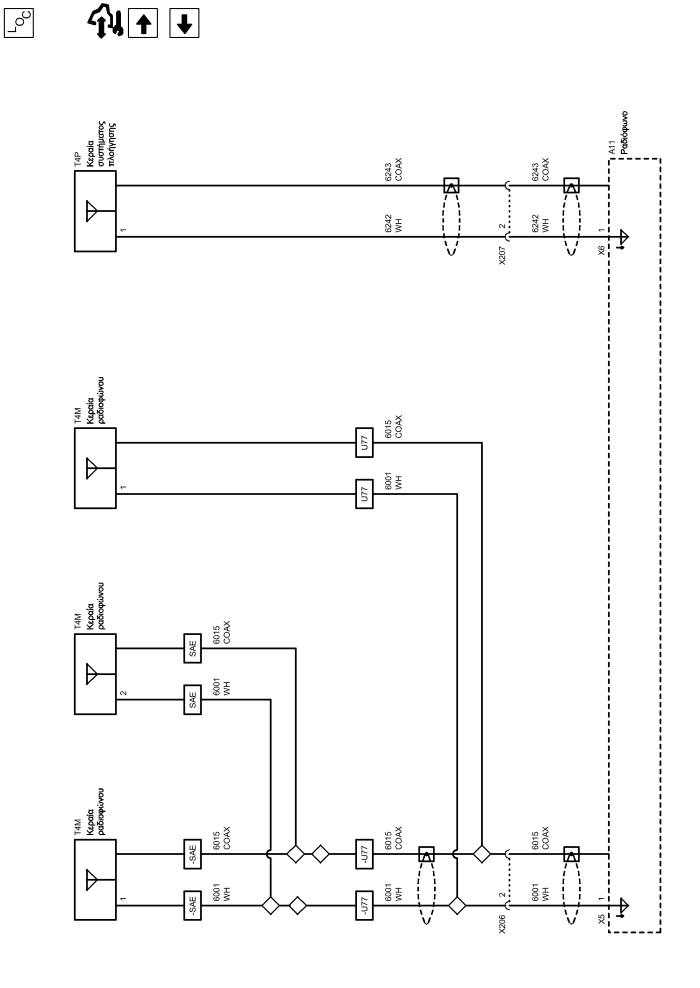 LOC
T4P
Κεραία
συστήματος
πλοήγησης
1
6243
COAX
6242
WH
2
X207
6243
COAX
6242
WH
1
X6
A11
Ραδιόφωνο
T4M
Κεραία
ραδιοφώνου
1
U77
U77
6015
COAX
6001
WH
T4M
Κεραία
ραδιοφώνου
2
SAE
SAE
6015
COAX
6001
WH
T4M
Κεραία
ραδιοφώνου
1
-SAE
-SAE
6015
COAX
6001
WH
-U77
-U77
6015
COAX
6001
WH
2
X206
6015
COAX
6001
WH
1
X5